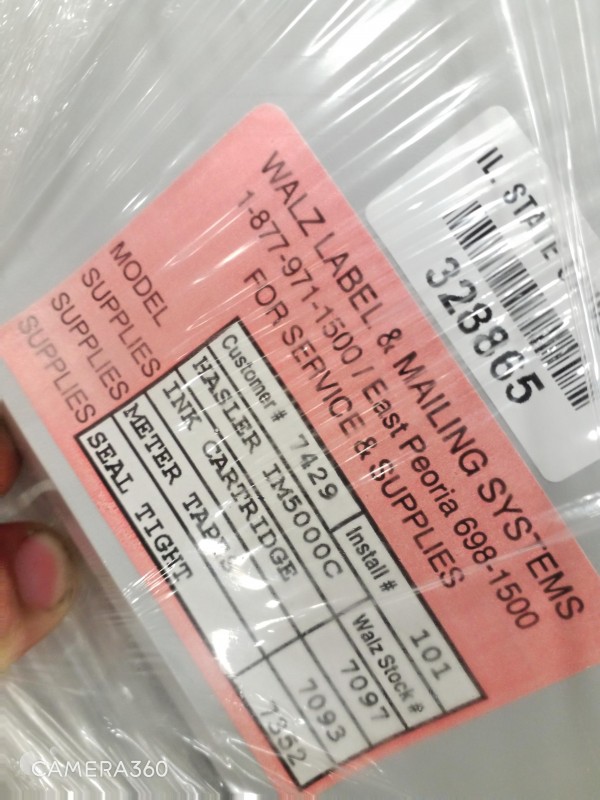 WALZ LABEL & MAILING SYSTEMS
1-877-971-1500 / East Peoria 698-1500
FOR SERVICE & SUPPLIES
Customer # 7429 Install # 101
MODEL HASLER IM5000C Walz Stock #
SUPPLIES INK CARTRIDGE 7097
SUPPLIES METER TAPES 7093
SUPPLIES SEAL TIGHT 7352
IL. STATE
328865
CAMERA360